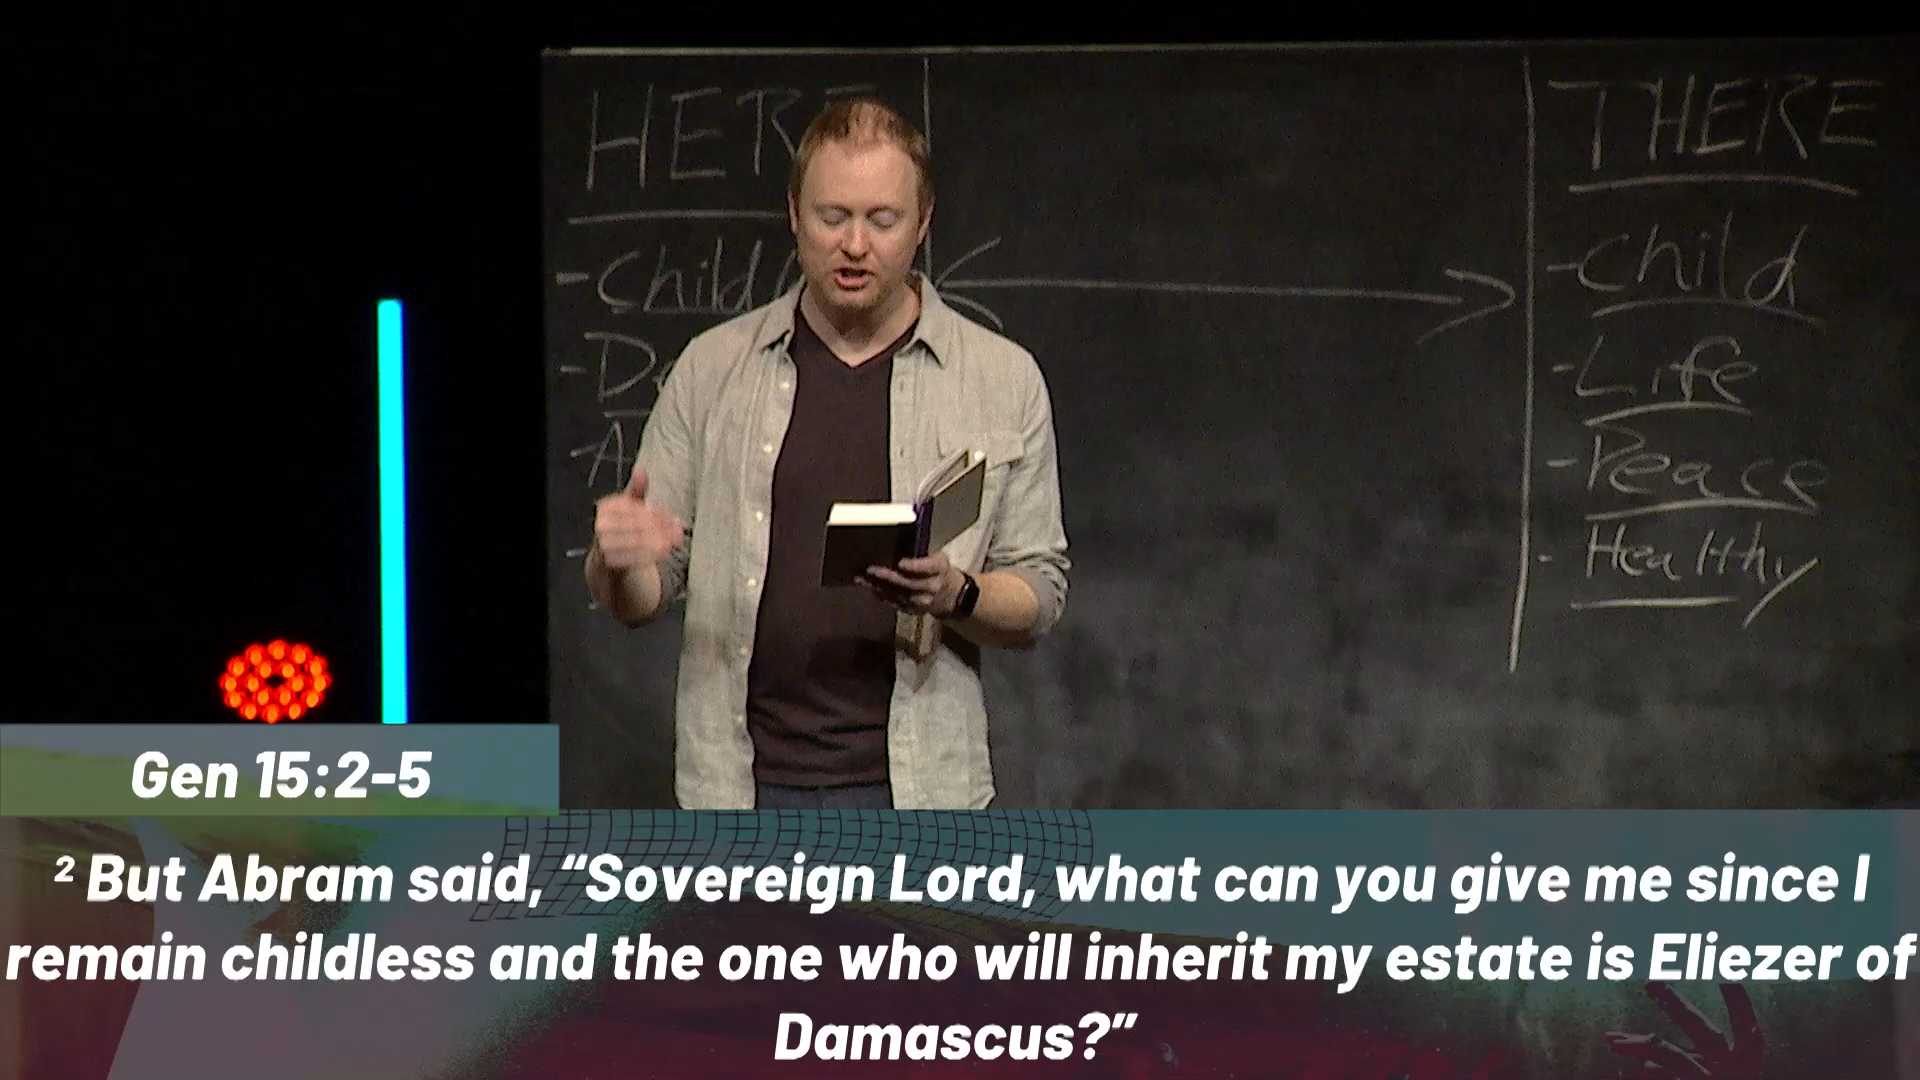 THERE
-Child
-Life
-Peace
- Healthy
Gen 15:2-5
² But Abram said, “Sovereign Lord, what can you give me since I
remain childless and the one who will inherit my estate is Eliezer of
Damascus?”